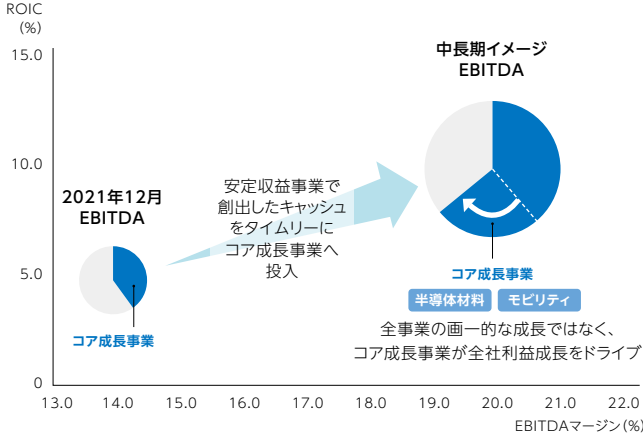 ROIC
(%)
15.0
10.0
5.0
0
13.0 14.0 15.0 16.0 17.0 18.0 19.0 20.0 21.0 22.0
EBITDAマージン(%)
2021年12月
EBITDA
コア成長事業
安定収益事業で
創出したキャッシュ
をタイムリーに
コア成長事業へ
投入
中長期イメージ
EBITDA
コア成長事業
半導体材料 モビリティ
全事業の画一的な成長ではなく、
コア成長事業が全社利益成長をドライブ